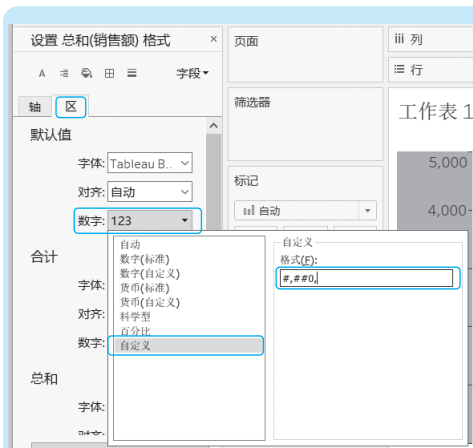 设置 总和(销售额) 格式 ×
字段▾
轴 区
默认值
字体: Tableau B..
对齐: 自动
数字: 123
合计
字体:
对齐:
数字:
总和
字体:
自动
数字(标准)
数字(自定义)
货币(标准)
货币(自定义)
科学型
百分比
自定义
自定义
格式(F):
#,##0,
页面
筛选器
标记
自动
iii 列
行
工作表 1
5,000
4,000